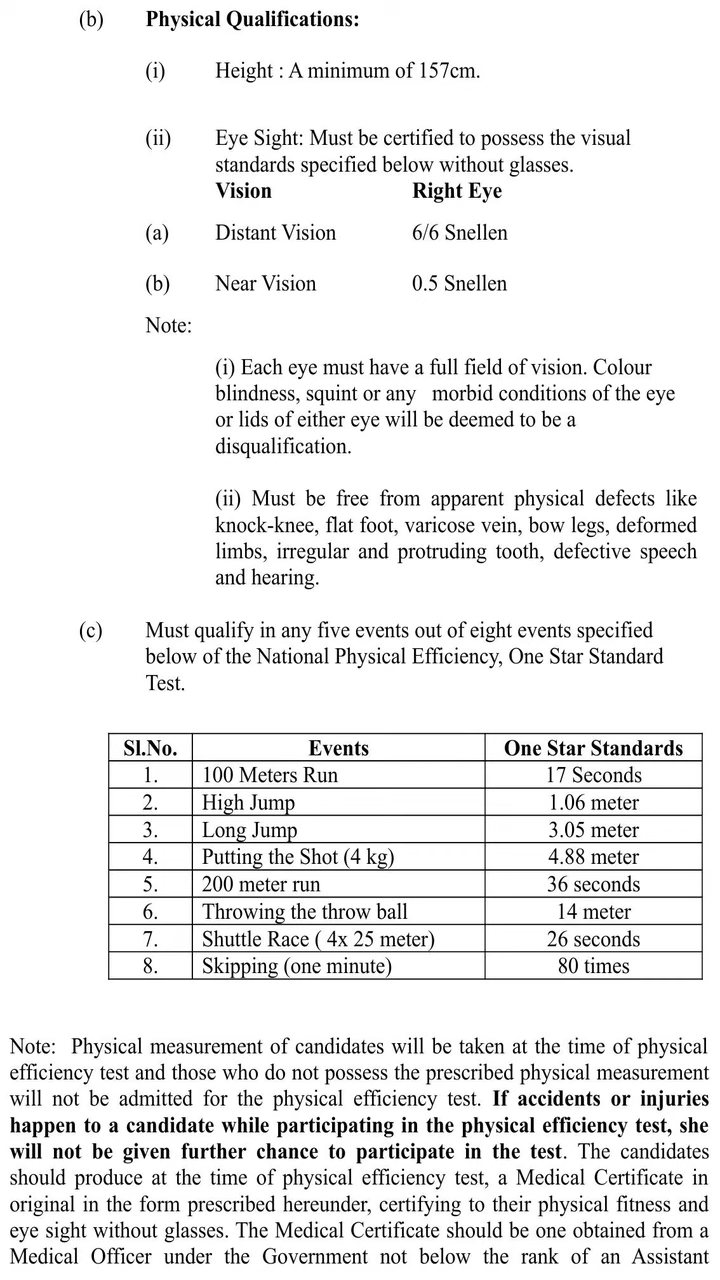 (b) Physical Qualifications:
(i) Height : A minimum of 157cm.
(ii) Eye Sight: Must be certified to possess the visual
standards specified below without glasses.
Vision Right Eye
(a) Distant Vision 6/6 Snellen
(b) Near Vision 0.5 Snellen
Note:
(i) Each eye must have a full field of vision. Colour
blindness, squint or any morbid conditions of the eye
or lids of either eye will be deemed to be a
disqualification.
(ii) Must be free from apparent physical defects like
knock-knee, flat foot, varicose vein, bow legs, deformed
limbs, irregular and protruding tooth, defective speech
and hearing.
(c) Must qualify in any five events out of eight events specified
below of the National Physical Efficiency, One Star Standard
Test.
Sl.No. Events One Star Standards
1. 100 Meters Run 17 Seconds
2. High Jump 1.06 meter
3. Long Jump 3.05 meter
4. Putting the Shot (4 kg) 4.88 meter
5. 200 meter run 36 seconds
6. Throwing the throw ball 14 meter
7. Shuttle Race ( 4x 25 meter) 26 seconds
8. Skipping (one minute) 80 times
Note: Physical measurement of candidates will be taken at the time of physical
efficiency test and those who do not possess the prescribed physical measurement
will not be admitted for the physical efficiency test. If accidents or injuries
happen to a candidate while participating in the physical efficiency test, she
will not be given further chance to participate in the test. The candidates
should produce at the time of physical efficiency test, a Medical Certificate in
original in the form prescribed hereunder, certifying to their physical fitness and
eye sight without glasses. The Medical Certificate should be one obtained from a
Medical Officer under the Government not below the rank of an Assistant